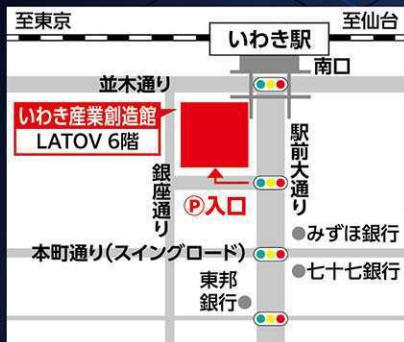 至東京
至仙台
いわき駅
南口
並木通り
いわき産業創造館
LATOV 6階
駅前大通り
銀座通り
Ⓟ入口
みずほ銀行
本町通り(スイングロード)
七十七銀行
東邦
銀行